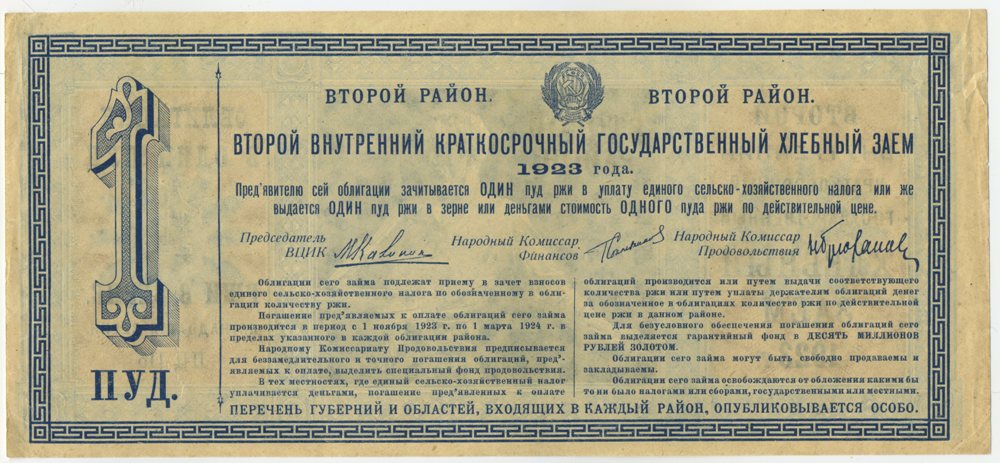 ВТОРОЙ РАЙОН. ВТОРОЙ РАЙОН.
ВТОРОЙ ВНУТРЕННИЙ КРАТКОСРОЧНЫЙ ГОСУДАРСТВЕННЫЙ ХЛЕБНЫЙ ЗАЕМ
1923 года.
Пред'явителю сей облигации зачитывается ОДИН пуд ржи в уплату единого сельско-хозяйственного налога или же
выдается ОДИН пуд ржи в зерне или деньгами стоимость ОДНОГО пуда ржи по действительной цене.
Председатель
ВЦИК
Народный Комиссар
Финансов
Народный Комиссар
Продовольствия
1
ПУД.
Облигации сего займа подлежат приему в зачет взносов
единого сельско-хозяйственного налога по обозначенному в обли-
гации количеству ржи.
Погашение пред'являемых к оплате облигаций сего займа
производится в период с 1 ноября 1923 г. по 1 марта 1924 г. в
пределах указанного в каждой облигации района.
Народному Комиссариату Продовольствия предписывается
для беззамедлительного и точного погашения облигаций, пред'-
являемых к оплате, выделить специальный фонд продовольствия.
В тех местностях, где единый сельско-хозяйственный налог
уплачивается деньгами, погашение пред'явленных к оплате
облигаций производится или путем выдачи соответствующего
количества ржи или путем уплаты держателям облигаций денег
за обозначенное в облигациях количество ржи по действительной
цене ржи в данном районе.
Для безусловного обеспечения погашения облигаций сего
займа выделяется гарантийный фонд в ДЕСЯТЬ МИЛЛИОНОВ
РУБЛЕЙ ЗОЛОТОМ.
Облигации сего займа могут быть свободно продаваемы и
закладываемы.
Облигации сего займа освобождаются от обложения какими бы
то ни было налогами или сборами, государственными или местными.
ПЕРЕЧЕНЬ ГУБЕРНИЙ И ОБЛАСТЕЙ, ВХОДЯЩИХ В КАЖДЫЙ РАЙОН, ОПУБЛИКОВЫВАЕТСЯ ОСОБО.